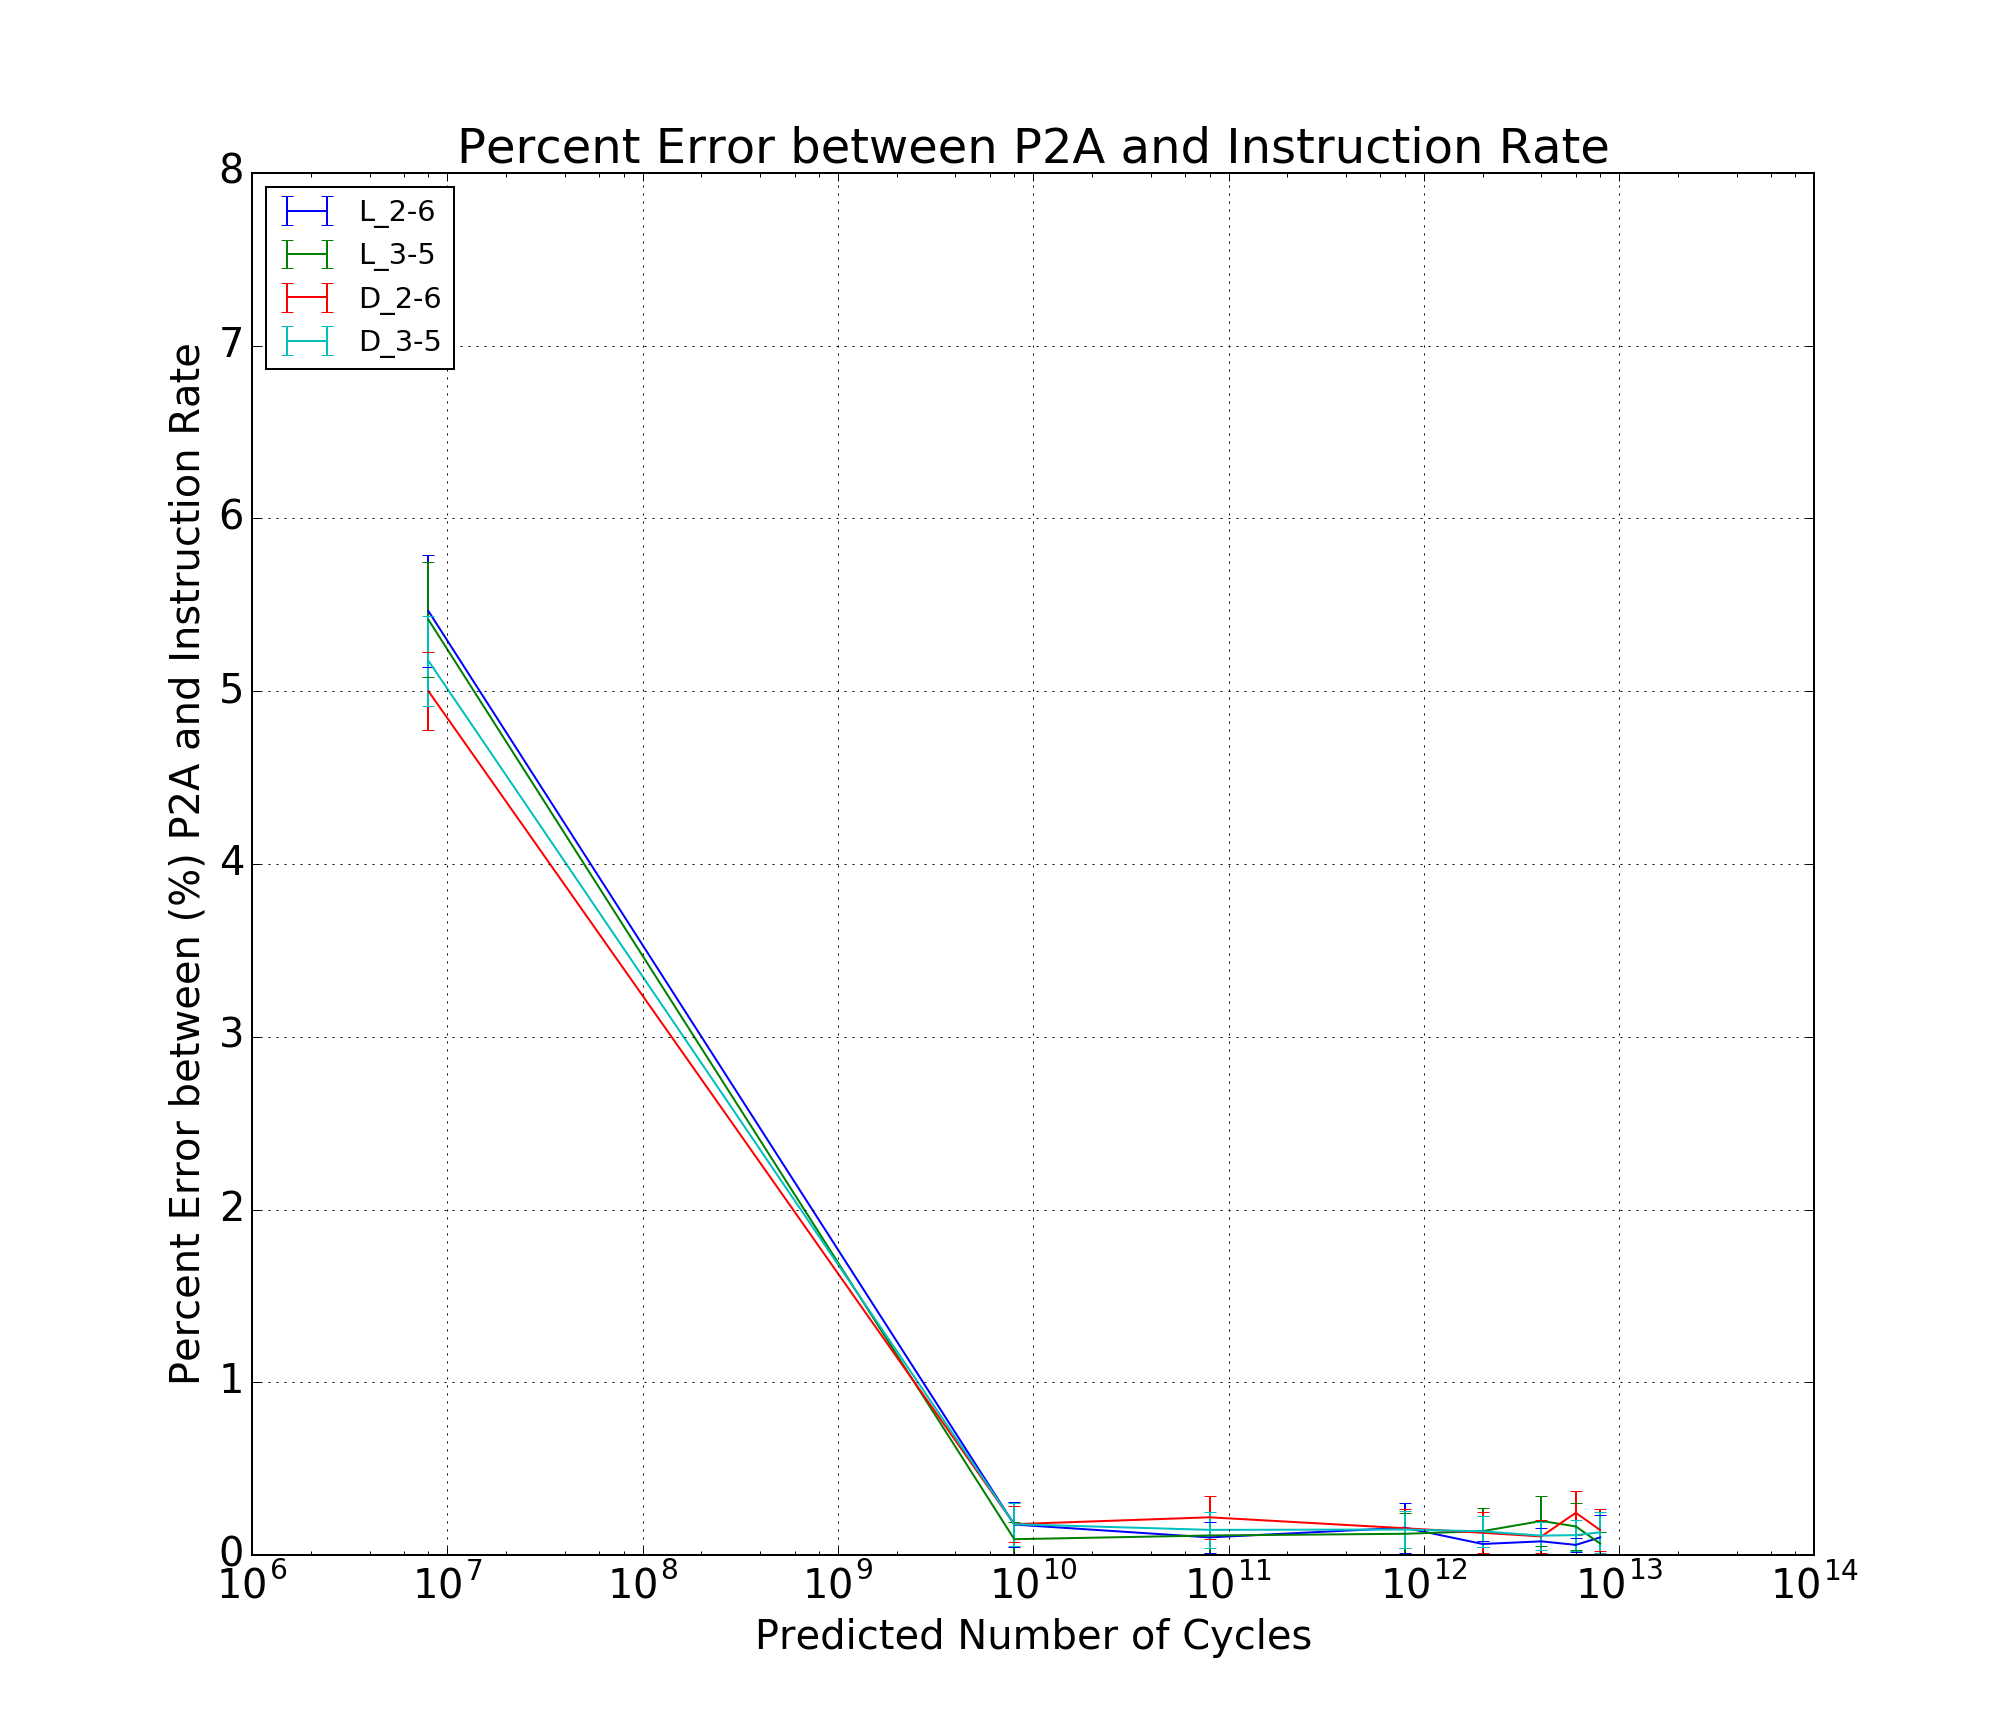 Percent Error between P2A and Instruction Rate
8
7
6
5
4
3
2
1
0
Percent Error between (%) P2A and Instruction Rate
L_2-6
L_3-5
D_2-6
D_3-5
10^6 10^7 10^8 10^9 10^10 10^11 10^12 10^13 10^14
Predicted Number of Cycles